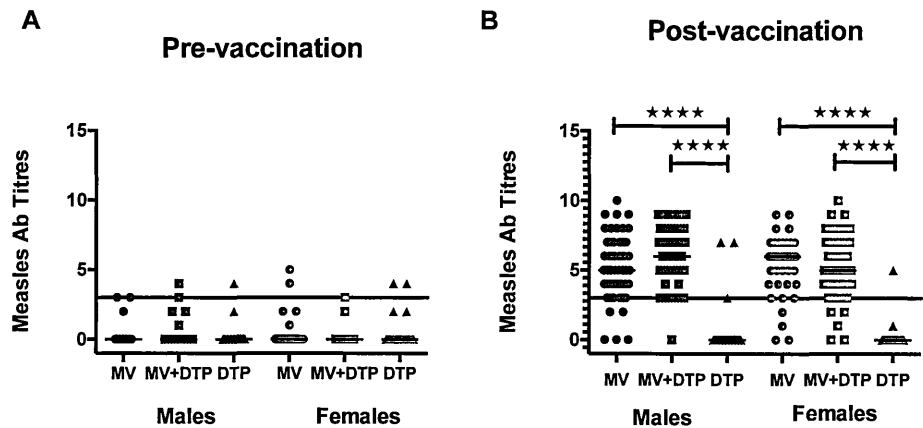 A
Pre-vaccination
Measles Ab Titres
15
10
5
0
MV MV+DTP DTP MV MV+DTP DTP
Males Females
B
Post-vaccination
★★★★ ★★★★
★★★★ ★★★★
Measles Ab Titres
15
10
5
0
MV MV+DTP DTP MV MV+DTP DTP
Males Females